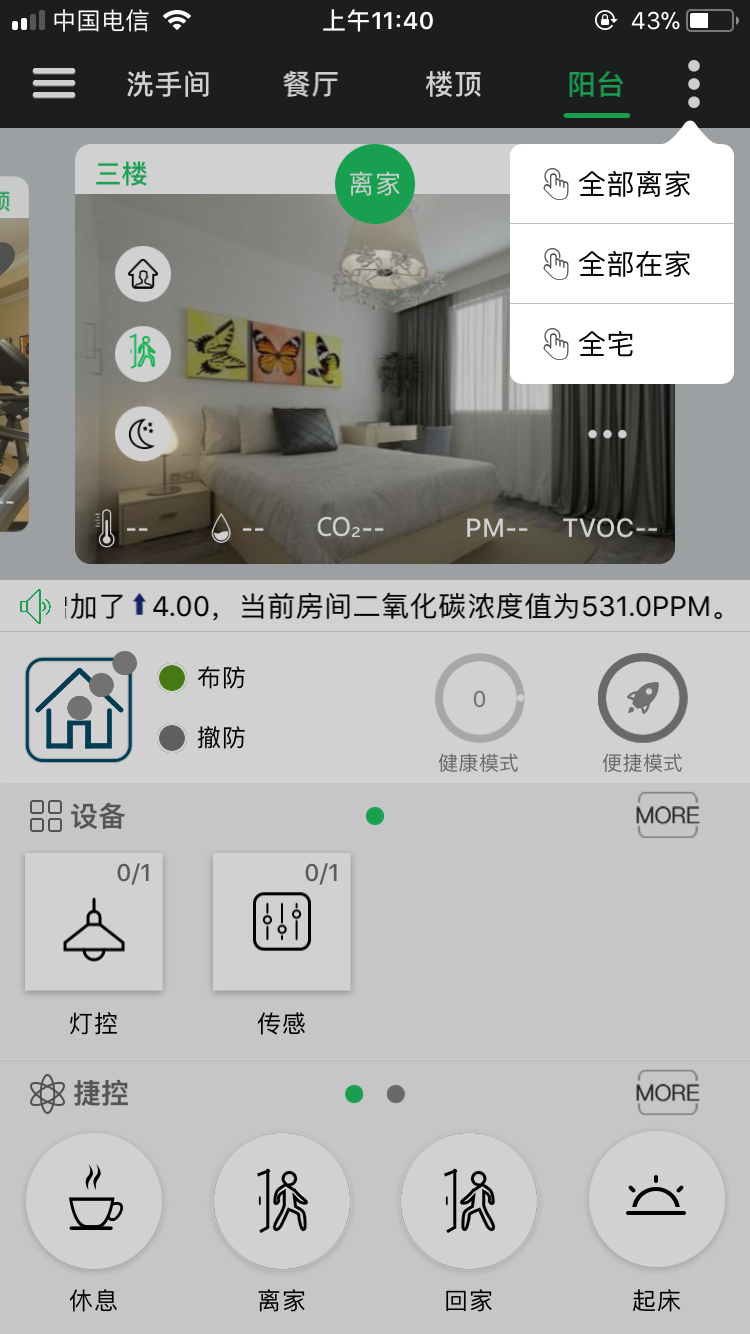 中国电信 上午11:40 43%
洗手间 餐厅 楼顶 阳台
三楼 离家
全部离家
全部在家
全宅
-- -- CO₂-- PM-- TVOC--
加了 4.00，当前房间二氧化碳浓度值为531.0PPM。
布防
撤防
0
健康模式 便捷模式
设备 MORE
0/1 0/1
灯控 传感
捷控 MORE
休息 离家 回家 起床